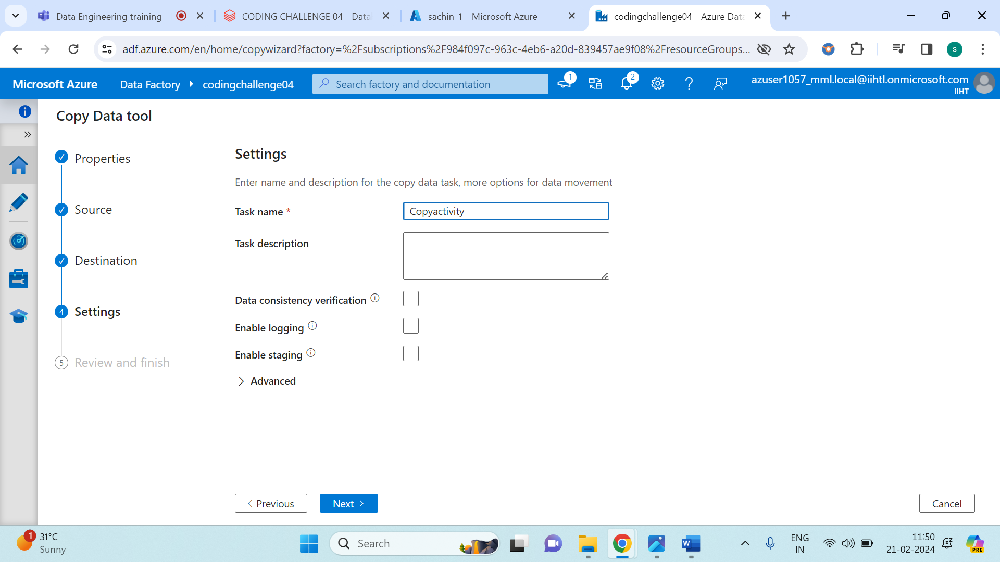 Data Engineering training -
CODING CHALLENGE 04 - Data
sachin-1 - Microsoft Azure
codingchallenge04 - Azure Data
adf.azure.com/en/home/copywizard?factory=%2Fsubscriptions%2F984f097c-963c-4eb6-a20d-839457ae9f08%2FresourceGroups...
S
Microsoft Azure
Data Factory
codingchallenge04
Search factory and documentation
1
2
azuser1057_mml.local@iihtl.onmicrosoft.com
IIHT
Copy Data tool
Properties
Source
Destination
4 Settings
5 Review and finish
Settings
Enter name and description for the copy data task, more options for data movement
Task name * Copyactivity
Task description
Data consistency verification
Enable logging
Enable staging
Advanced
Previous
Next
Cancel
1
31°C
Sunny
Search
W
PRE
ENG
IN
11:50
21-02-2024